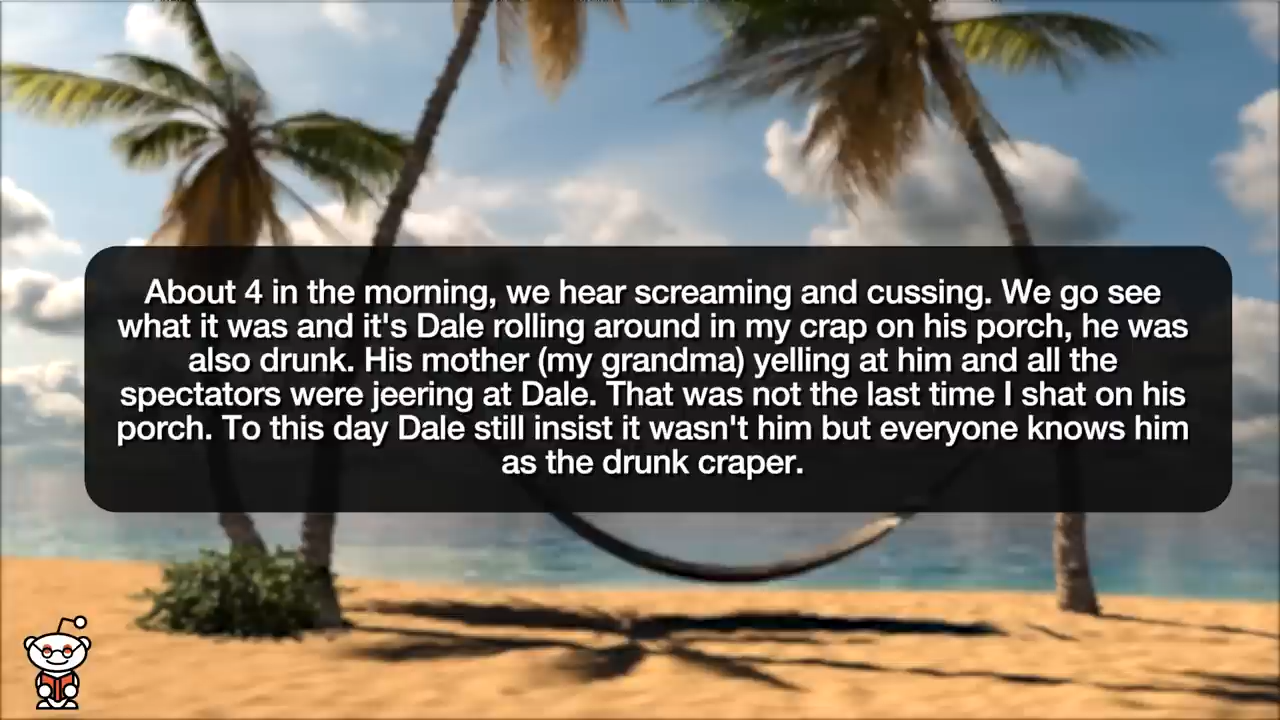 About 4 in the morning, we hear screaming and cussing. We go see
what it was and it's Dale rolling around in my crap on his porch, he was
also drunk. His mother (my grandma) yelling at him and all the
spectators were jeering at Dale. That was not the last time I shat on his
porch. To this day Dale still insist it wasn't him but everyone knows him
as the drunk craper.